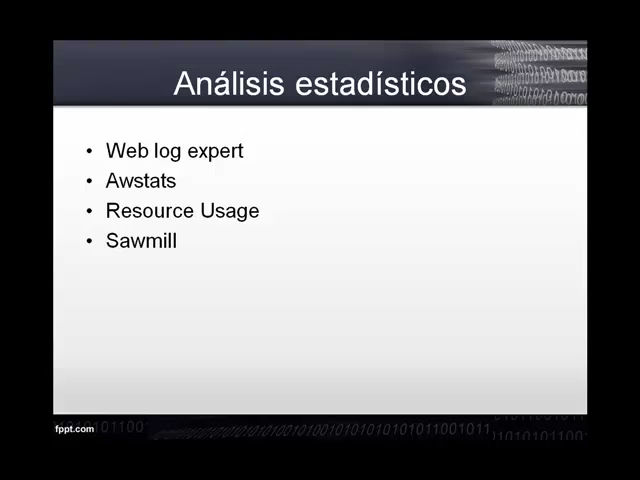 Análisis estadísticos
• Web log expert
• Awstats
• Resource Usage
• Sawmill
fppt.com